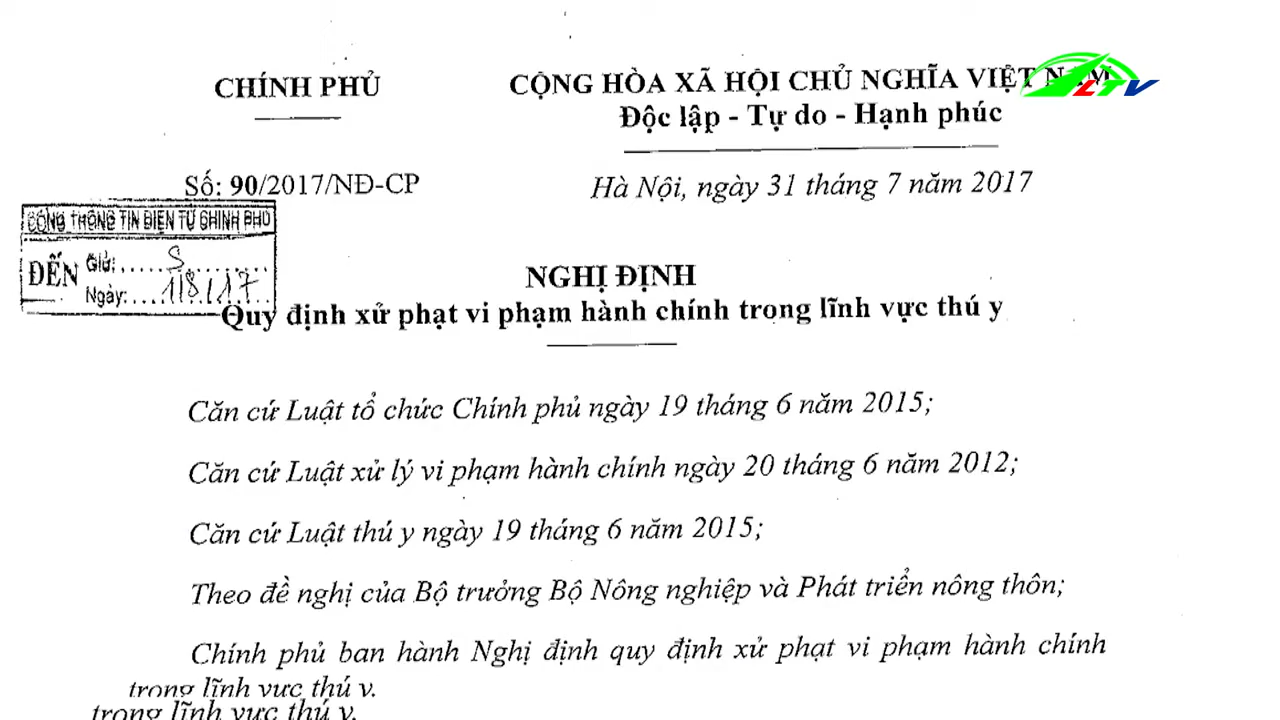 CHÍNH PHỦ
CỘNG HÒA XÃ HỘI CHỦ NGHĨA VIỆT NAM
LTV
Độc lập - Tự do - Hạnh phúc
Số: 90/2017/NĐ-CP
Hà Nội, ngày 31 tháng 7 năm 2017
CỔNG THÔNG TIN ĐIỆN TỬ CHÍNH PHỦ
ĐẾN
Giờ: S
Ngày: 1/8/17
NGHỊ ĐỊNH
Quy định xử phạt vi phạm hành chính trong lĩnh vực thú y
Căn cứ Luật tổ chức Chính phủ ngày 19 tháng 6 năm 2015;
Căn cứ Luật xử lý vi phạm hành chính ngày 20 tháng 6 năm 2012;
Căn cứ Luật thú y ngày 19 tháng 6 năm 2015;
Theo đề nghị của Bộ trưởng Bộ Nông nghiệp và Phát triển nông thôn;
Chính phủ ban hành Nghị định quy định xử phạt vi phạm hành chính
trong lĩnh vực thú y.
trong lĩnh vực thú y.